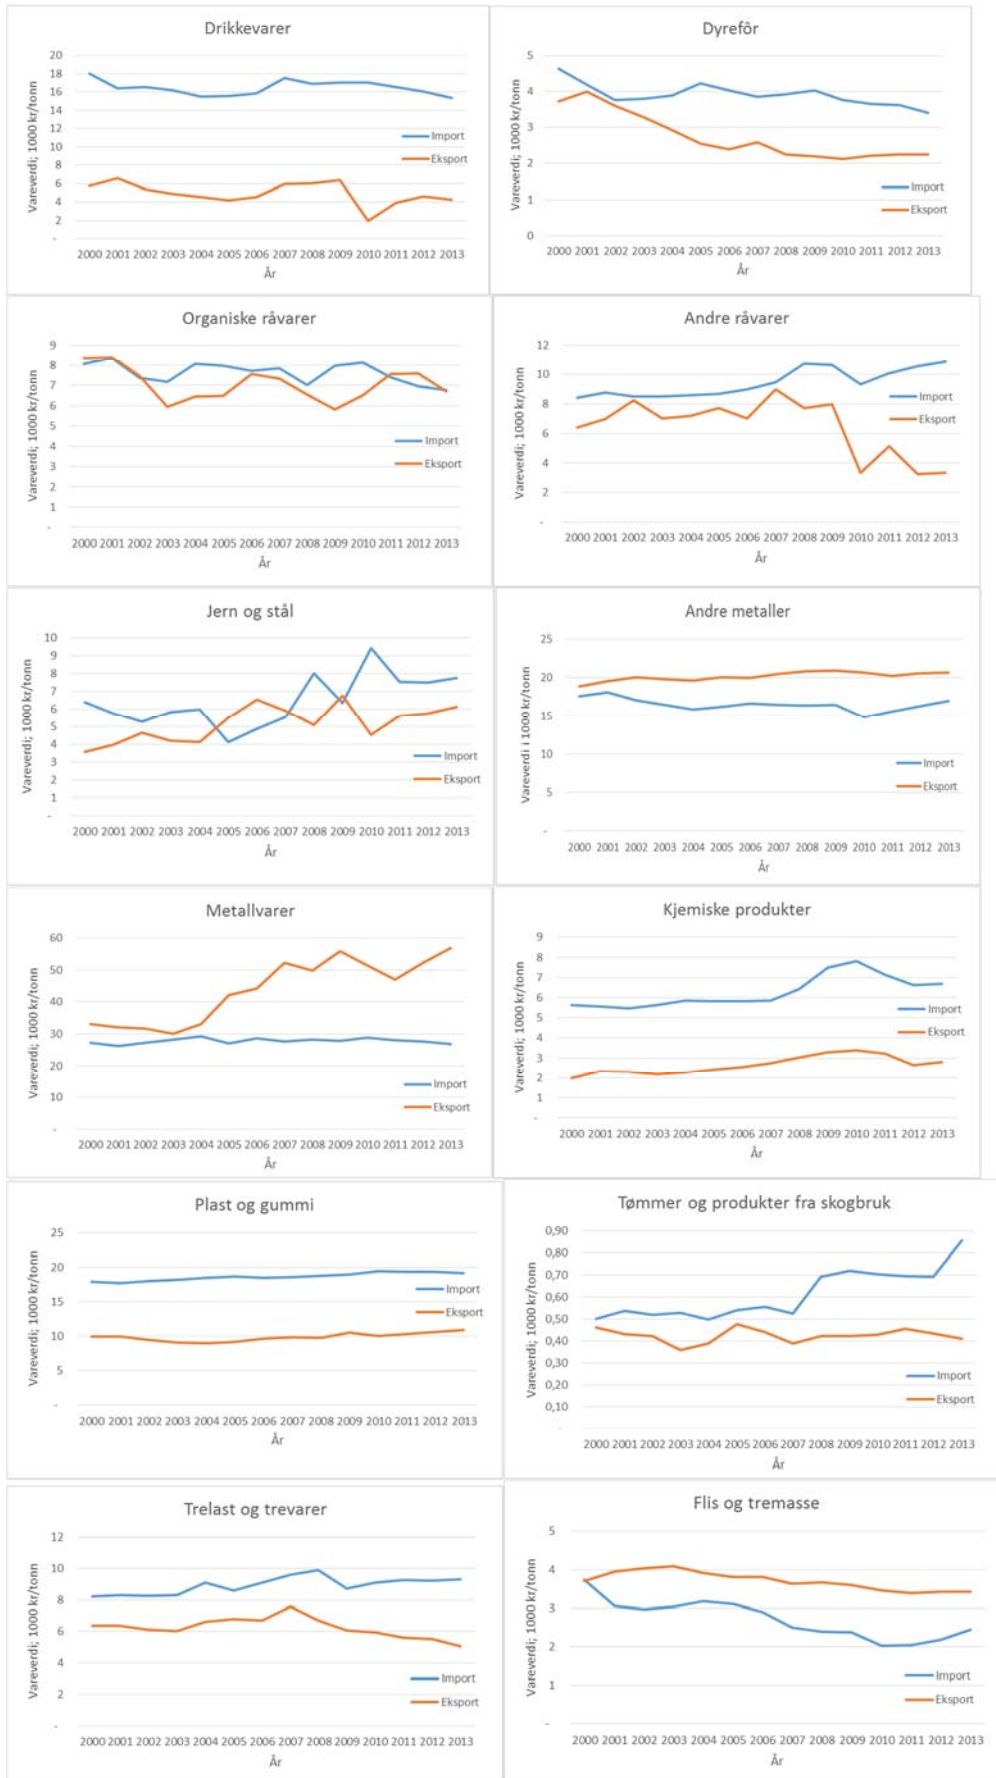 Drikkevarer
Vareverdi; 1000 kr/tonn
20
18
16
14
12
10
8
6
4
2
-
Import
Eksport
2000 2001 2002 2003 2004 2005 2006 2007 2008 2009 2010 2011 2012 2013
År
Dyrefôr
Vareverdi; 1000 kr/tonn
5
4
3
2
1
0
Import
Eksport
2000 2001 2002 2003 2004 2005 2006 2007 2008 2009 2010 2011 2012 2013
År
Organiske råvarer
Vareverdi; 1000 kr/tonn
9
8
7
6
5
4
3
2
1
-
Import
Eksport
2000 2001 2002 2003 2004 2005 2006 2007 2008 2009 2010 2011 2012 2013
År
Andre råvarer
Vareverdi; 1000 kr/tonn
12
10
8
6
4
2
-
Import
Eksport
2000 2001 2002 2003 2004 2005 2006 2007 2008 2009 2010 2011 2012 2013
År
Jern og stål
Vareverdi; 1000 kr/tonn
10
9
8
7
6
5
4
3
2
1
-
Import
Eksport
2000 2001 2002 2003 2004 2005 2006 2007 2008 2009 2010 2011 2012 2013
År
Andre metaller
Vareverdi i 1000 kr/tonn
25
20
15
10
5
-
Import
Eksport
2000 2001 2002 2003 2004 2005 2006 2007 2008 2009 2010 2011 2012 2013
År
Metallvarer
Vareverdi; 1000 kr/tonn
60
50
40
30
20
10
-
Import
Eksport
2000 2001 2002 2003 2004 2005 2006 2007 2008 2009 2010 2011 2012 2013
År
Kjemiske produkter
Vareverdi; 1000 kr/tonn
9
8
7
6
5
4
3
2
1
-
Import
Eksport
2000 2001 2002 2003 2004 2005 2006 2007 2008 2009 2010 2011 2012 2013
År
Plast og gummi
Vareverdi; 1000 kr/tonn
25
20
15
10
5
-
Import
Eksport
2000 2001 2002 2003 2004 2005 2006 2007 2008 2009 2010 2011 2012 2013
År
Tømmer og produkter fra skogbruk
Vareverdi; 1000 kr/tonn
0,90
0,80
0,70
0,60
0,50
0,40
0,30
0,20
0,10
-
Import
Eksport
2000 2001 2002 2003 2004 2005 2006 2007 2008 2009 2010 2011 2012 2013
År
Trelast og trevarer
Vareverdi; 1000 kr/tonn
12
10
8
6
4
2
-
Import
Eksport
2000 2001 2002 2003 2004 2005 2006 2007 2008 2009 2010 2011 2012 2013
År
Flis og tremasse
Vareverdi; 1000 kr/tonn
5
4
3
2
1
-
Import
Eksport
2000 2001 2002 2003 2004 2005 2006 2007 2008 2009 2010 2011 2012 2013
År